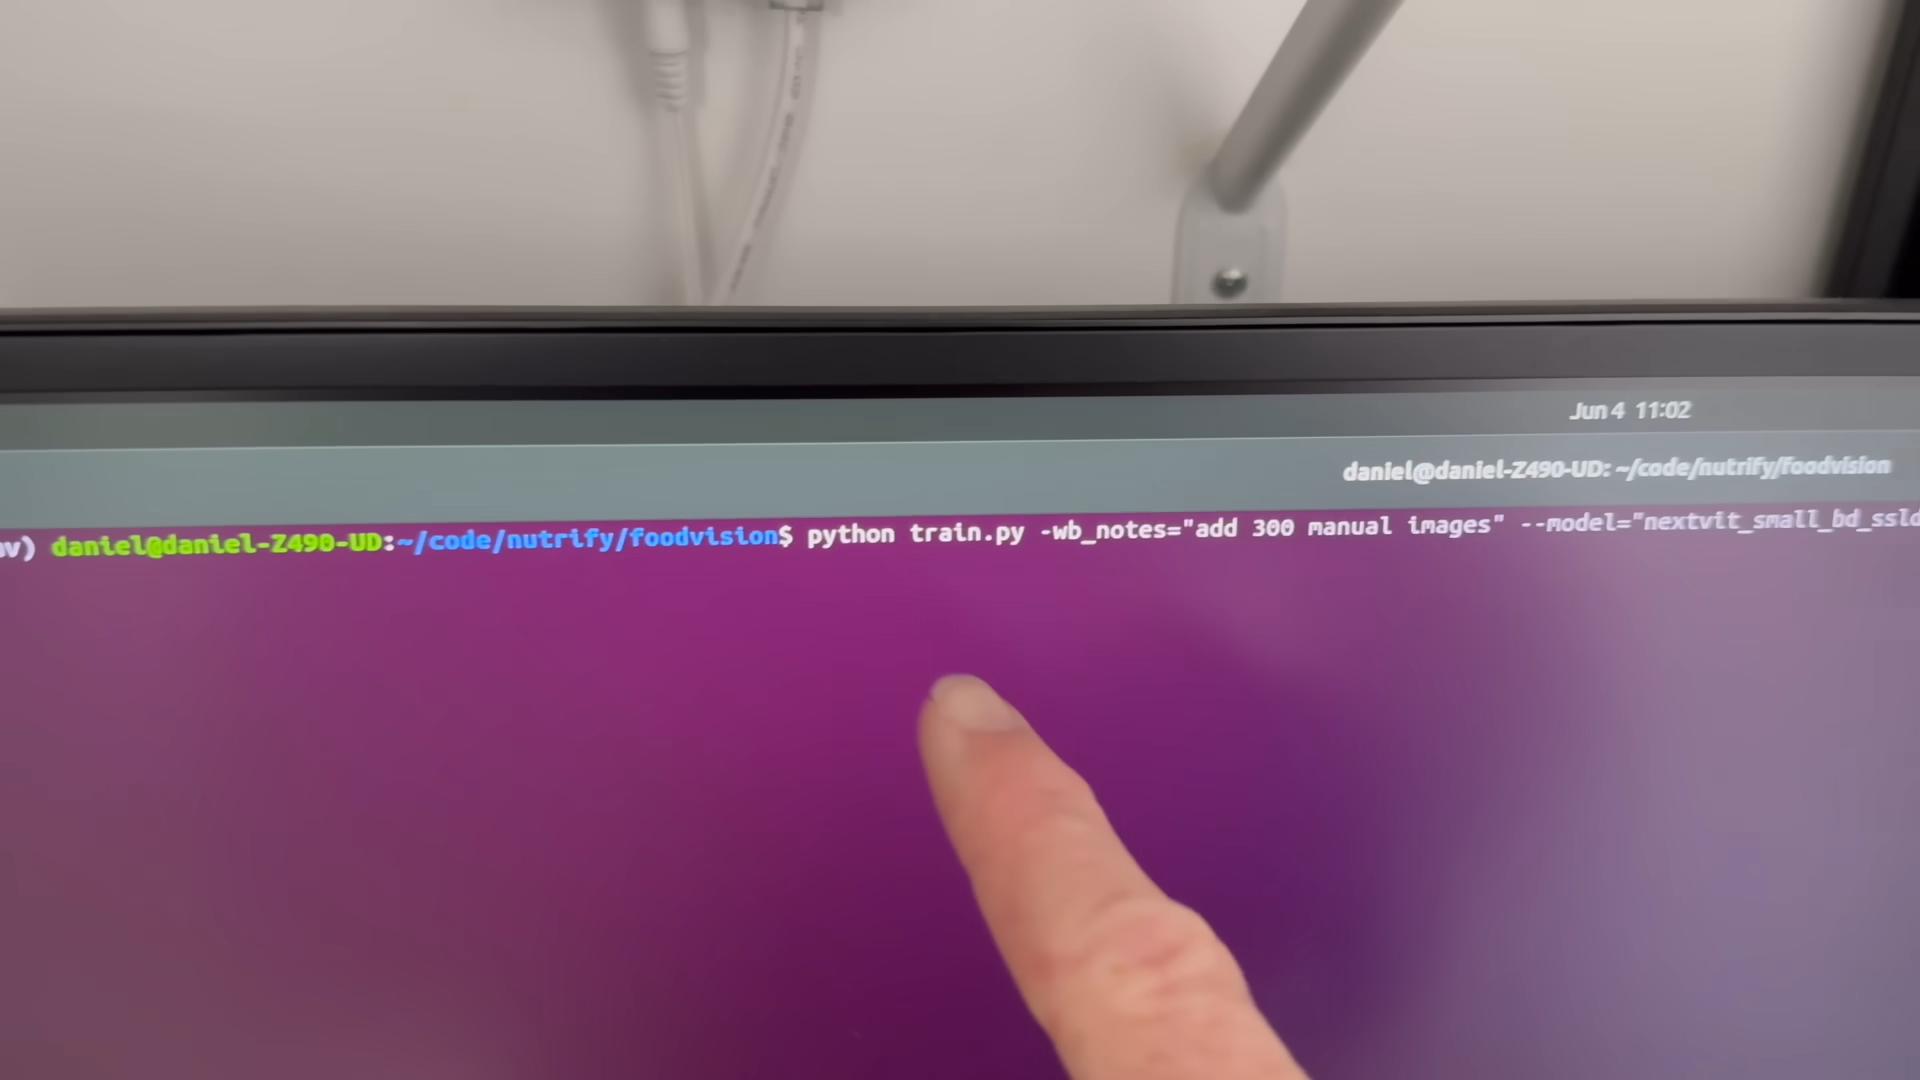 Jun 4 11:02
daniel@daniel-Z490-UD: ~/code/nutrify/foodvision
daniel@daniel-Z490-UD:~/code/nutrify/foodvision$ python train.py -wb_notes="add 300 manual images" --model="nextvit_small_bd_ssld